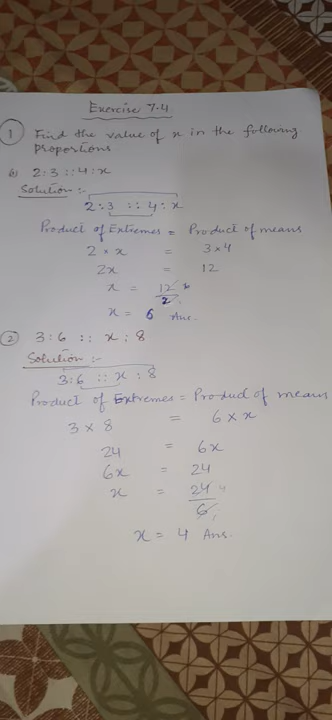 Exercise 7.4
① Find the value of x in the following
proportions
① 2:3 :: 4:x
Solution :-
2:3 :: 4:x
Product of Extremes = Product of means
2 × x = 3×4
2x = 12
x = 12/2
x = 6 Ans.
② 3:6 :: x : 8
Solution :-
3:6 :: x : 8
Product of Extremes = Product of means
3 × 8 = 6 × x
24 = 6x
6x = 24
x = 24 4/6
x = 4 Ans.